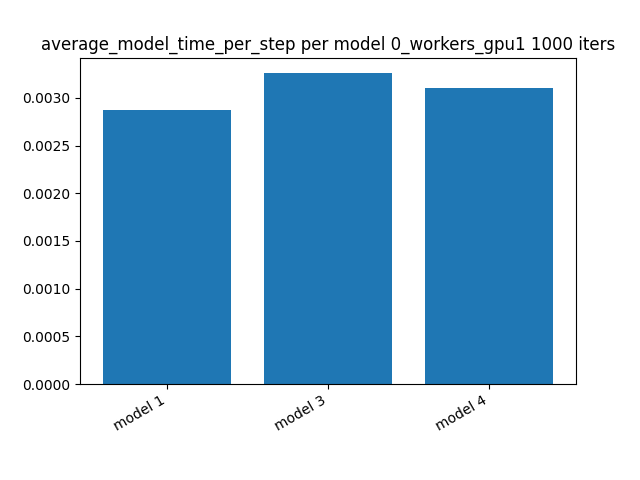 average_model_time_per_step per model 0_workers_gpu1 1000 iters
0.0030
0.0025
0.0020
0.0015
0.0010
0.0005
0.0000
model 1
model 3
model 4